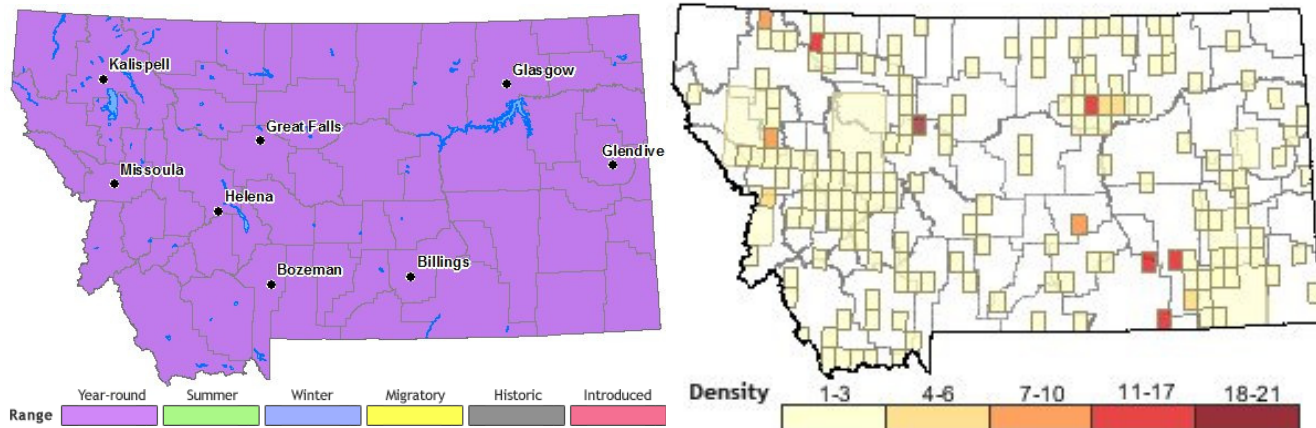 Kalispell
Glasgow
Great Falls
Glendive
Missoula
Helena
Bozeman
Billings
Range Year-round Summer Winter Migratory Historic Introduced
Density 1-3 4-6 7-10 11-17 18-21